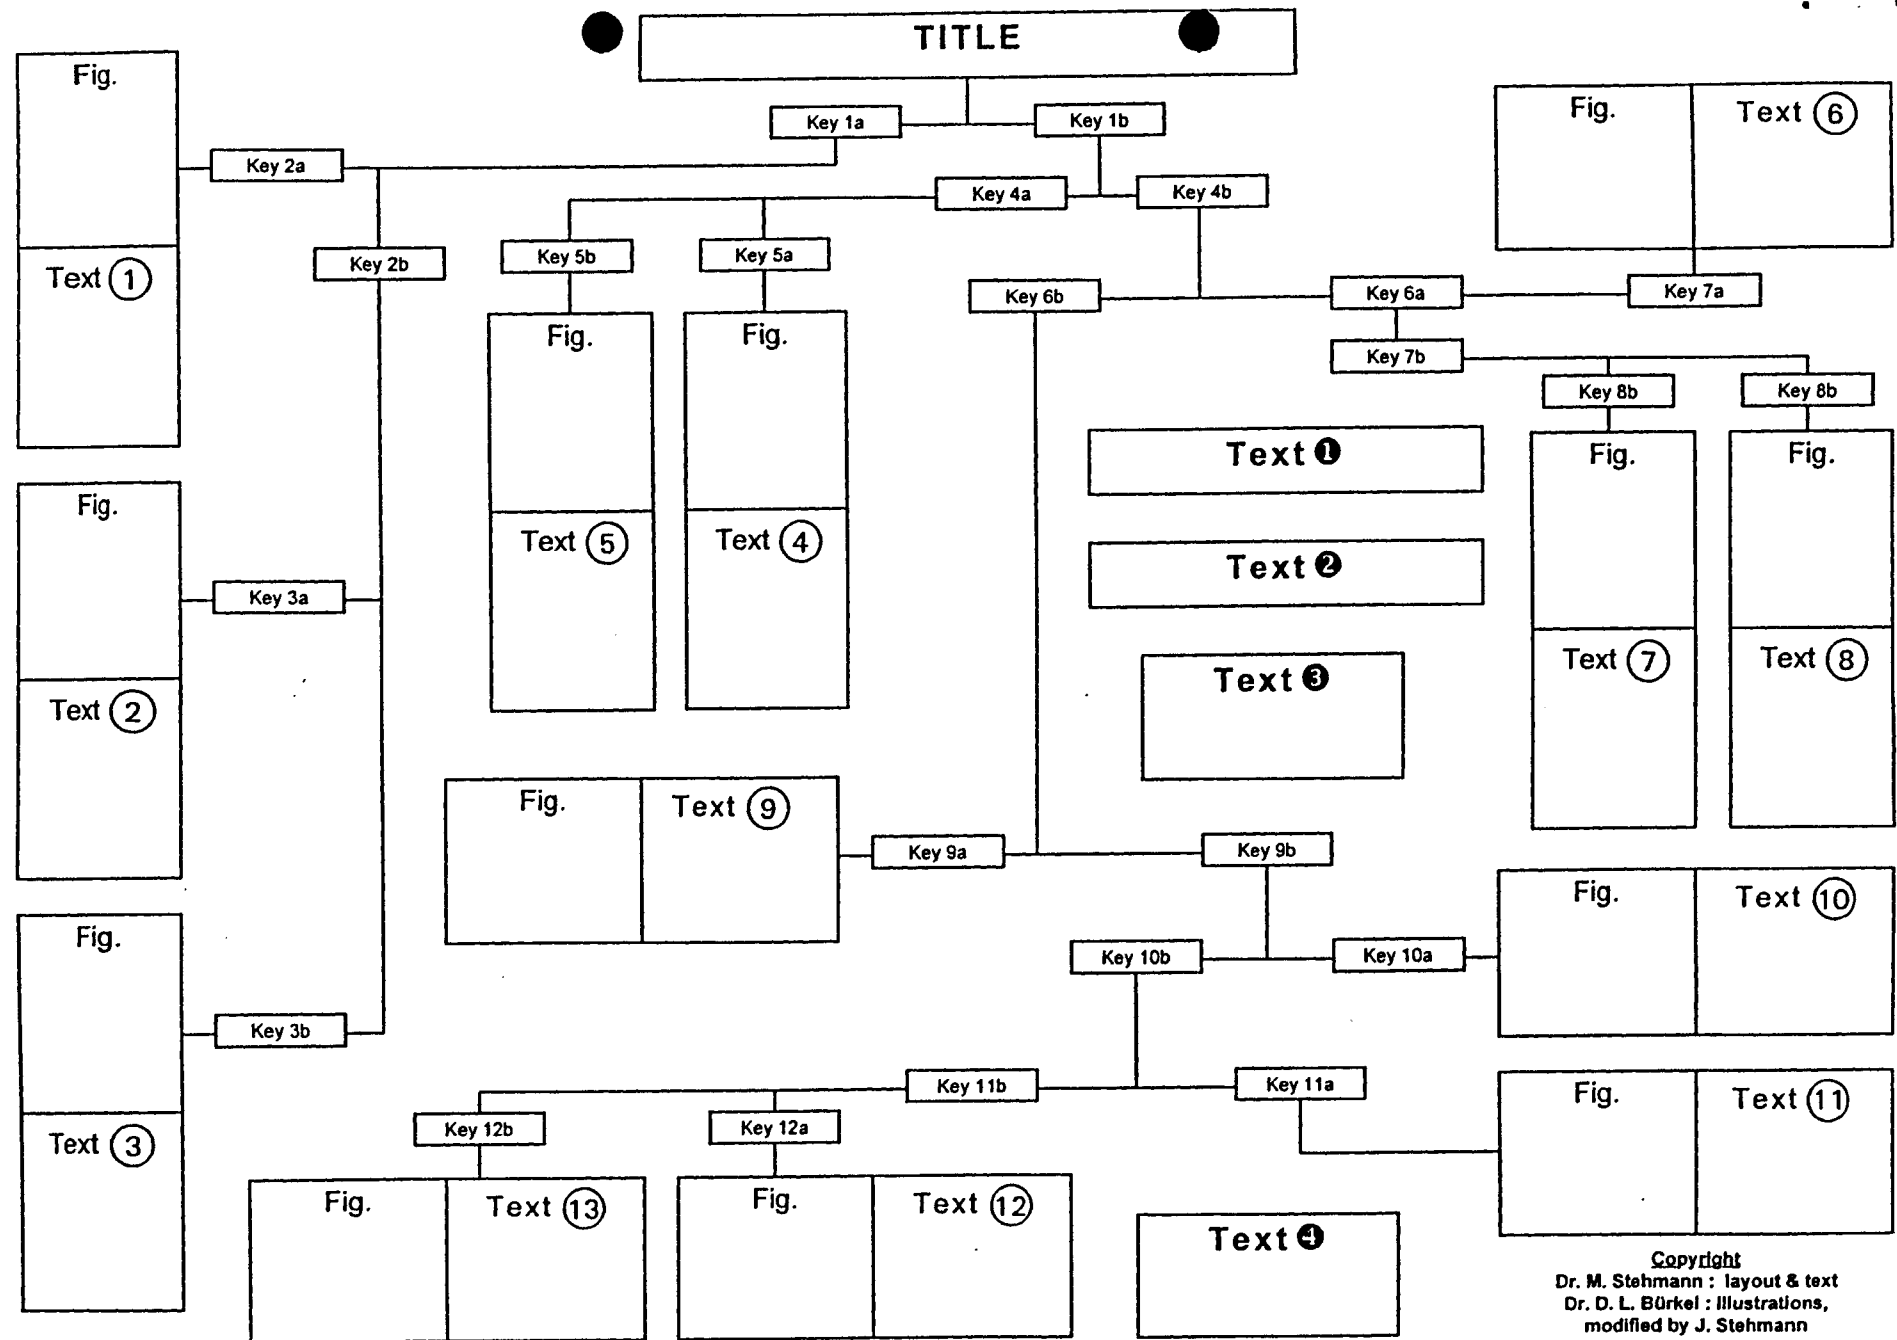 TITLE
Fig.
Key 1a
Key 1b
Fig.
Text 6
Key 2a
Key 4a
Key 4b
Text 1
Key 2b
Key 5b
Key 5a
Key 6b
Key 6a
Key 7a
Fig.
Fig.
Key 7b
Key 8b
Key 8b
Text ❶
Fig.
Fig.
Fig.
Text 5
Text 4
Text ❷
Key 3a
Text 7
Text 8
Text ❸
Text 2
Fig.
Text 9
Key 9a
Key 9b
Fig.
Text 10
Fig.
Key 10b
Key 10a
Key 3b
Key 11b
Key 11a
Fig.
Text 11
Text 3
Key 12b
Key 12a
Fig.
Text 13
Fig.
Text 12
Text ❹
Copyright
Dr. M. Stehmann : layout & text
Dr. D. L. Bürkel : Illustrations,
modified by J. Stehmann